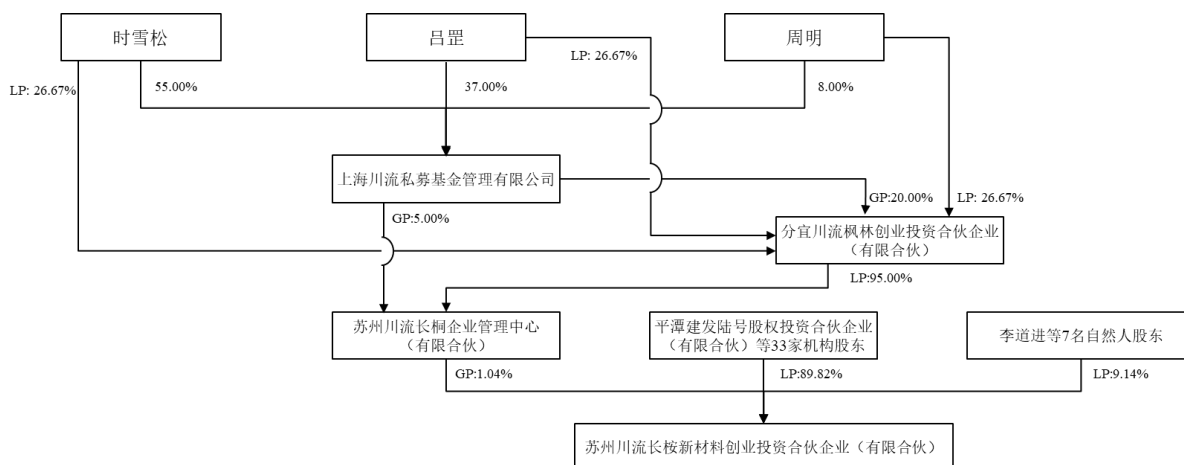 时雪松
吕罡
周明
LP: 26.67%
LP: 26.67%
55.00%
37.00%
8.00%
上海川流私募基金管理有限公司
GP:20.00%
LP: 26.67%
GP:5.00%
分宜川流枫林创业投资合伙企业
（有限合伙）
LP:95.00%
苏州川流长桐企业管理中心
（有限合伙）
平潭建发陆号股权投资合伙企业
（有限合伙）等33家机构股东
李道进等7名自然人股东
GP:1.04%
LP:89.82%
LP:9.14%
苏州川流长桉新材料创业投资合伙企业（有限合伙）